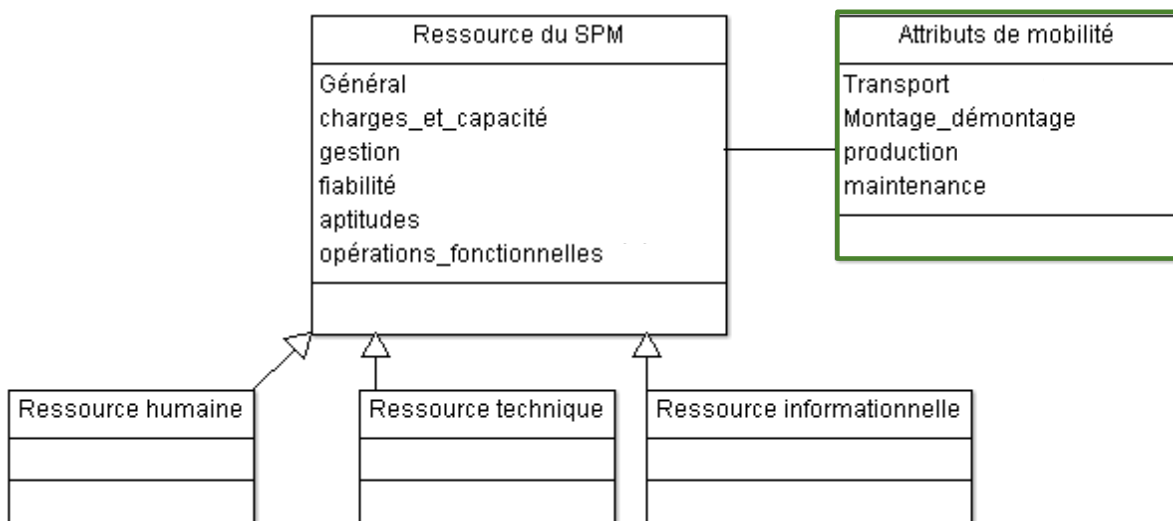 Ressource du SPM
Général
charges_et_capacité
gestion
fiabilité
aptitudes
opérations_fonctionnelles
Attributs de mobilité
Transport
Montage_démontage
production
maintenance
Ressource humaine
Ressource technique
Ressource informationnelle